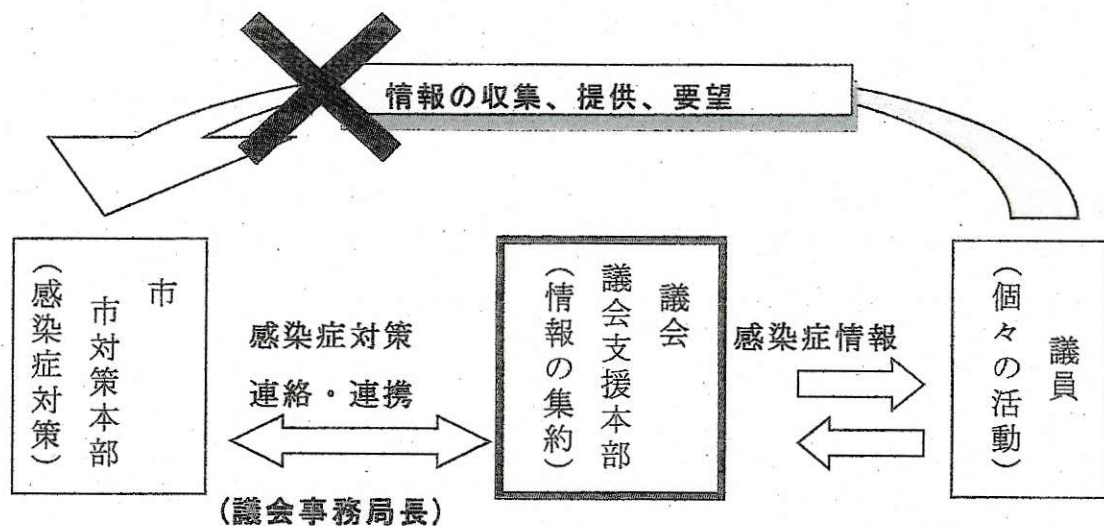 情報の収集、提供、要望
市
市対策本部
(感染症対策)
感染症対策
連絡・連携
(議会事務局長)
議会
議会支援本部
(情報の集約)
感染症情報
議員
(個々の活動)